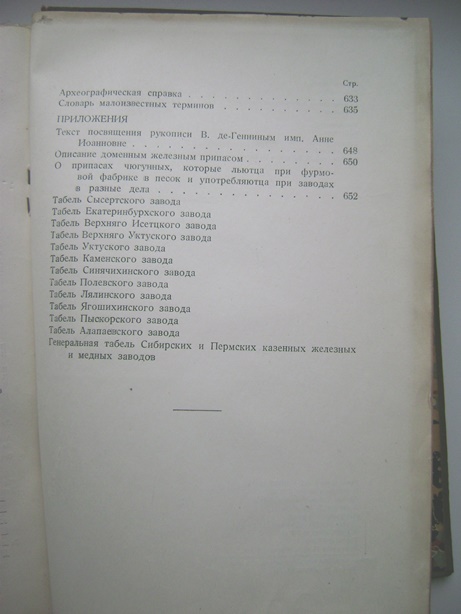 Стр.
Археографическая справка . . . . . . . . . . . . 633
Словарь малоизвестных терминов . . . . . . . . . 635
ПРИЛОЖЕНИЯ
Текст посвящения рукописи В. де-Генниным имп. Анне
Иоанновне . . . . . . . . . . . . . . . . . 648
Описание доменным железным припасом . . . . . . . 650
О припасах чюгунных, которые льютца при фурмо-
вой фабрике в песок и употребляютца при заводах
в разные дела . . . . . . . . . . . . . . 652
Табель Сысертского завода
Табель Екатеринбурхского завода
Табель Верхняго Исетцкого завода
Табель Верхняго Уктуского завода
Табель Уктуского завода
Табель Каменского завода
Табель Синячихинского завода
Табель Полевского завода
Табель Лялинского завода
Табель Ягошихинского завода
Табель Пыскорского завода
Табель Алапаевского завода
Генеральная табель Сибирских и Пермских казенных железных
и медных заводов